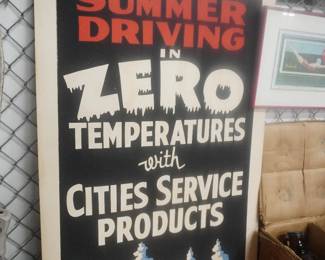 SUMMER
DRIVING
IN
ZERO
TEMPERATURES
with
CITIES SERVICE
PRODUCTS